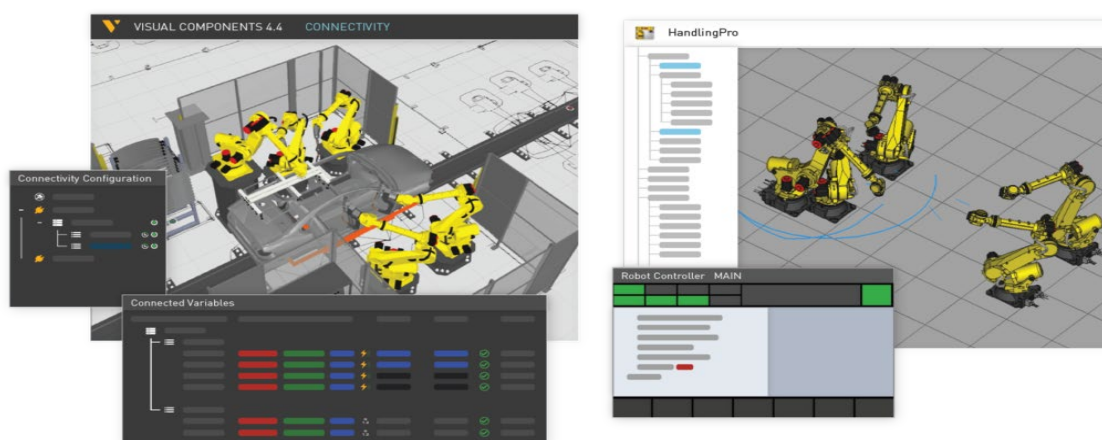 VISUAL COMPONENTS 4.4 CONNECTIVITY
Connectivity Configuration
Connected Variables
HandlingPro
Robot Controller MAIN